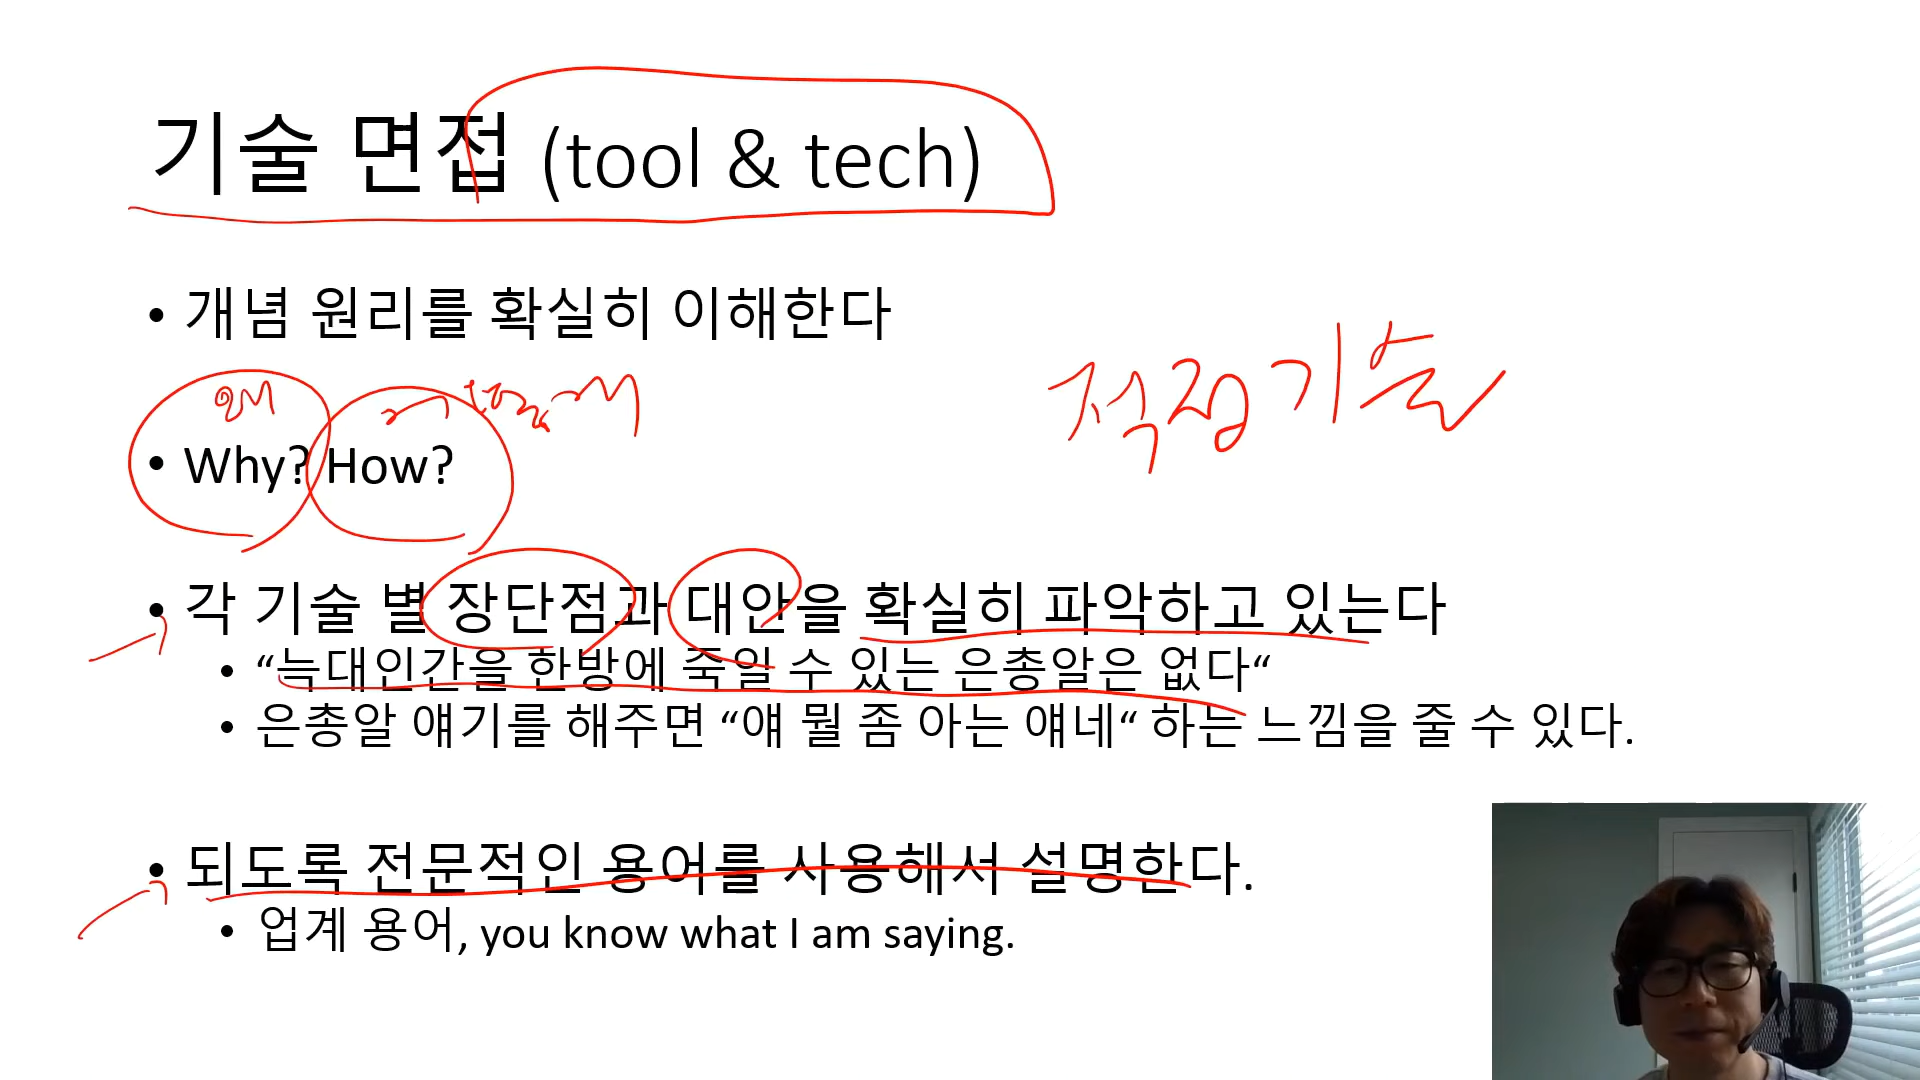 기술 면접 (tool & tech)
• 개념 원리를 확실히 이해한다
적정기술
왜 어떻게
• Why? How?
• 각 기술 별 장단점과 대안을 확실히 파악하고 있는다
• “늑대인간을 한방에 죽일 수 있는 은총알은 없다“
• 은총알 얘기를 해주면 “얘 뭘 좀 아는 얘네“ 하는 느낌을 줄 수 있다.
• 되도록 전문적인 용어를 사용해서 설명한다.
• 업계 용어, you know what I am saying.